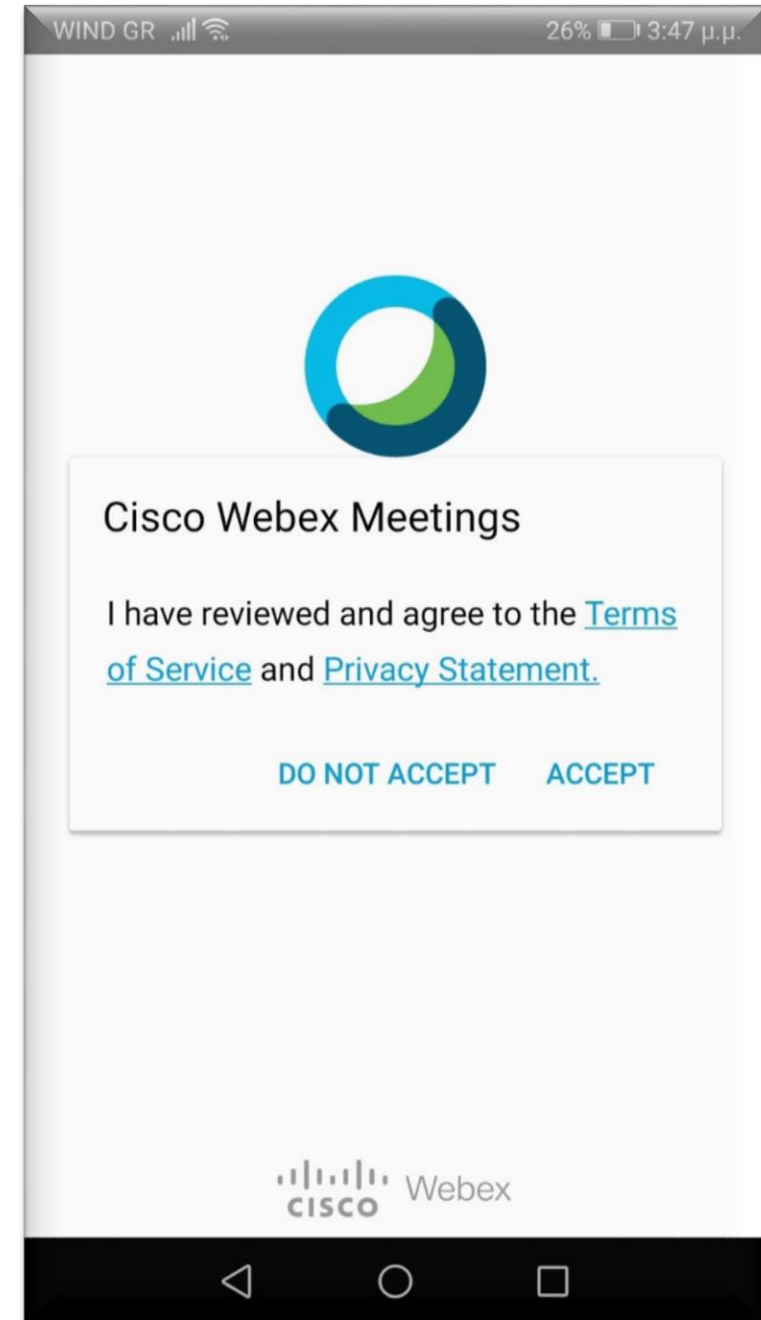 WIND GR 26% 3:47 μ.μ.
Cisco Webex Meetings
I have reviewed and agree to the Terms
of Service and Privacy Statement.
DO NOT ACCEPT ACCEPT
CISCO Webex